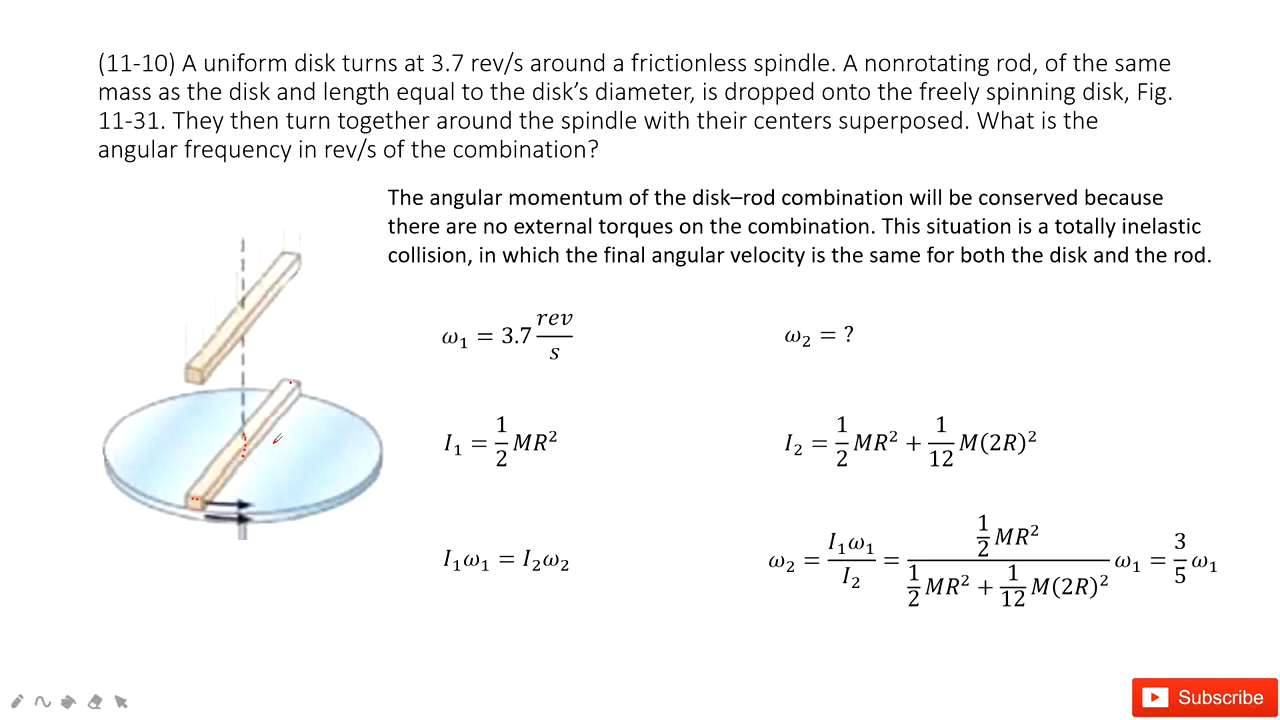 (11-10) A uniform disk turns at 3.7 rev/s around a frictionless spindle. A nonrotating rod, of the same
mass as the disk and length equal to the disk’s diameter, is dropped onto the freely spinning disk, Fig.
11-31. They then turn together around the spindle with their centers superposed. What is the
angular frequency in rev/s of the combination?
The angular momentum of the disk–rod combination will be conserved because
there are no external torques on the combination. This situation is a totally inelastic
collision, in which the final angular velocity is the same for both the disk and the rod.
ω₁ = 3.7 rev/s
ω₂ = ?
I₁ = 1/2 MR²
I₂ = 1/2 MR² + 1/12 M(2R)²
I₁ω₁ = I₂ω₂
ω₂ = I₁ω₁/I₂ = (1/2 MR²)/(1/2 MR² + 1/12 M(2R)²) ω₁ = 3/5 ω₁
Subscribe